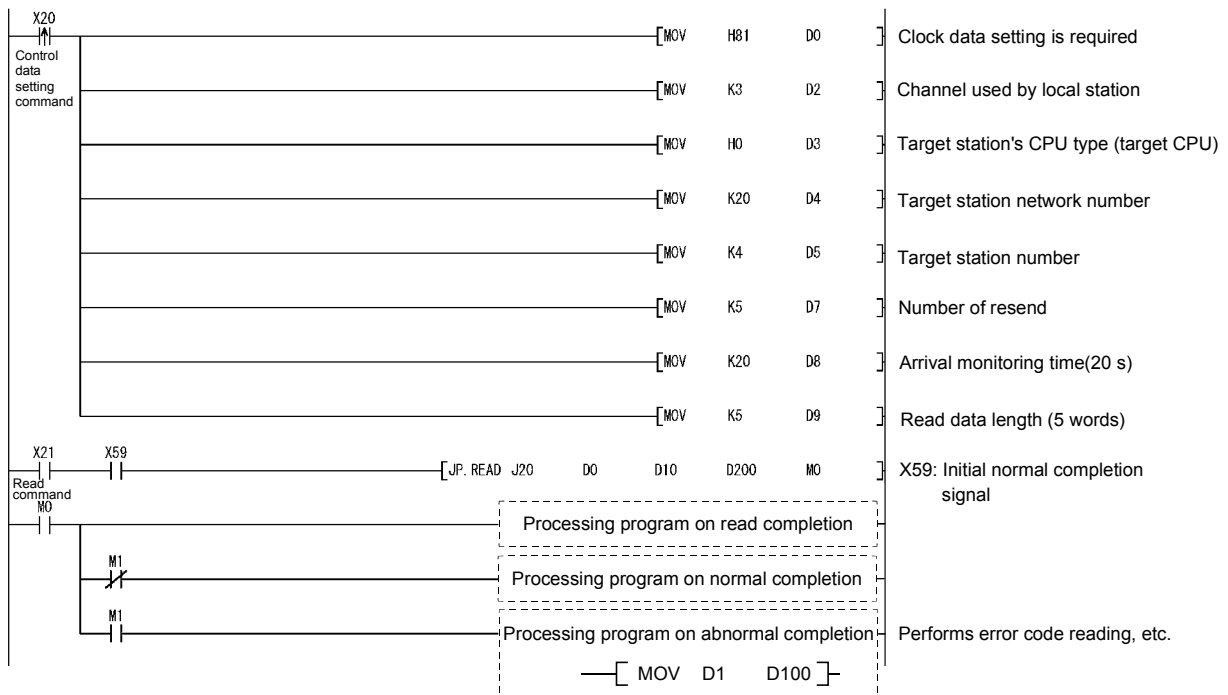 X20
Control
data
setting
command
MOV H81 D0 Clock data setting is required
MOV K3 D2 Channel used by local station
MOV H0 D3 Target station's CPU type (target CPU)
MOV K20 D4 Target station network number
MOV K4 D5 Target station number
MOV K5 D7 Number of resend
MOV K20 D8 Arrival monitoring time(20 s)
MOV K5 D9 Read data length (5 words)
X21 X59
Read
command
JP.READ J20 D0 D10 D200 M0 X59: Initial normal completion
signal
M0
Processing program on read completion
M1
Processing program on normal completion
M1
Processing program on abnormal completion Performs error code reading, etc.
MOV D1 D100